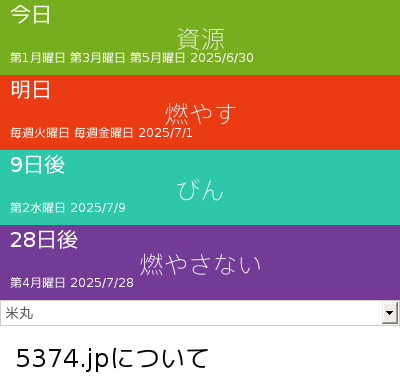 今日
資源
第1月曜日 第3月曜日 第5月曜日 2025/6/30
明日
燃やす
毎週火曜日 毎週金曜日 2025/7/1
9日後
びん
第2水曜日 2025/7/9
28日後
燃やさない
第4月曜日 2025/7/28
米丸
5374.jpについて